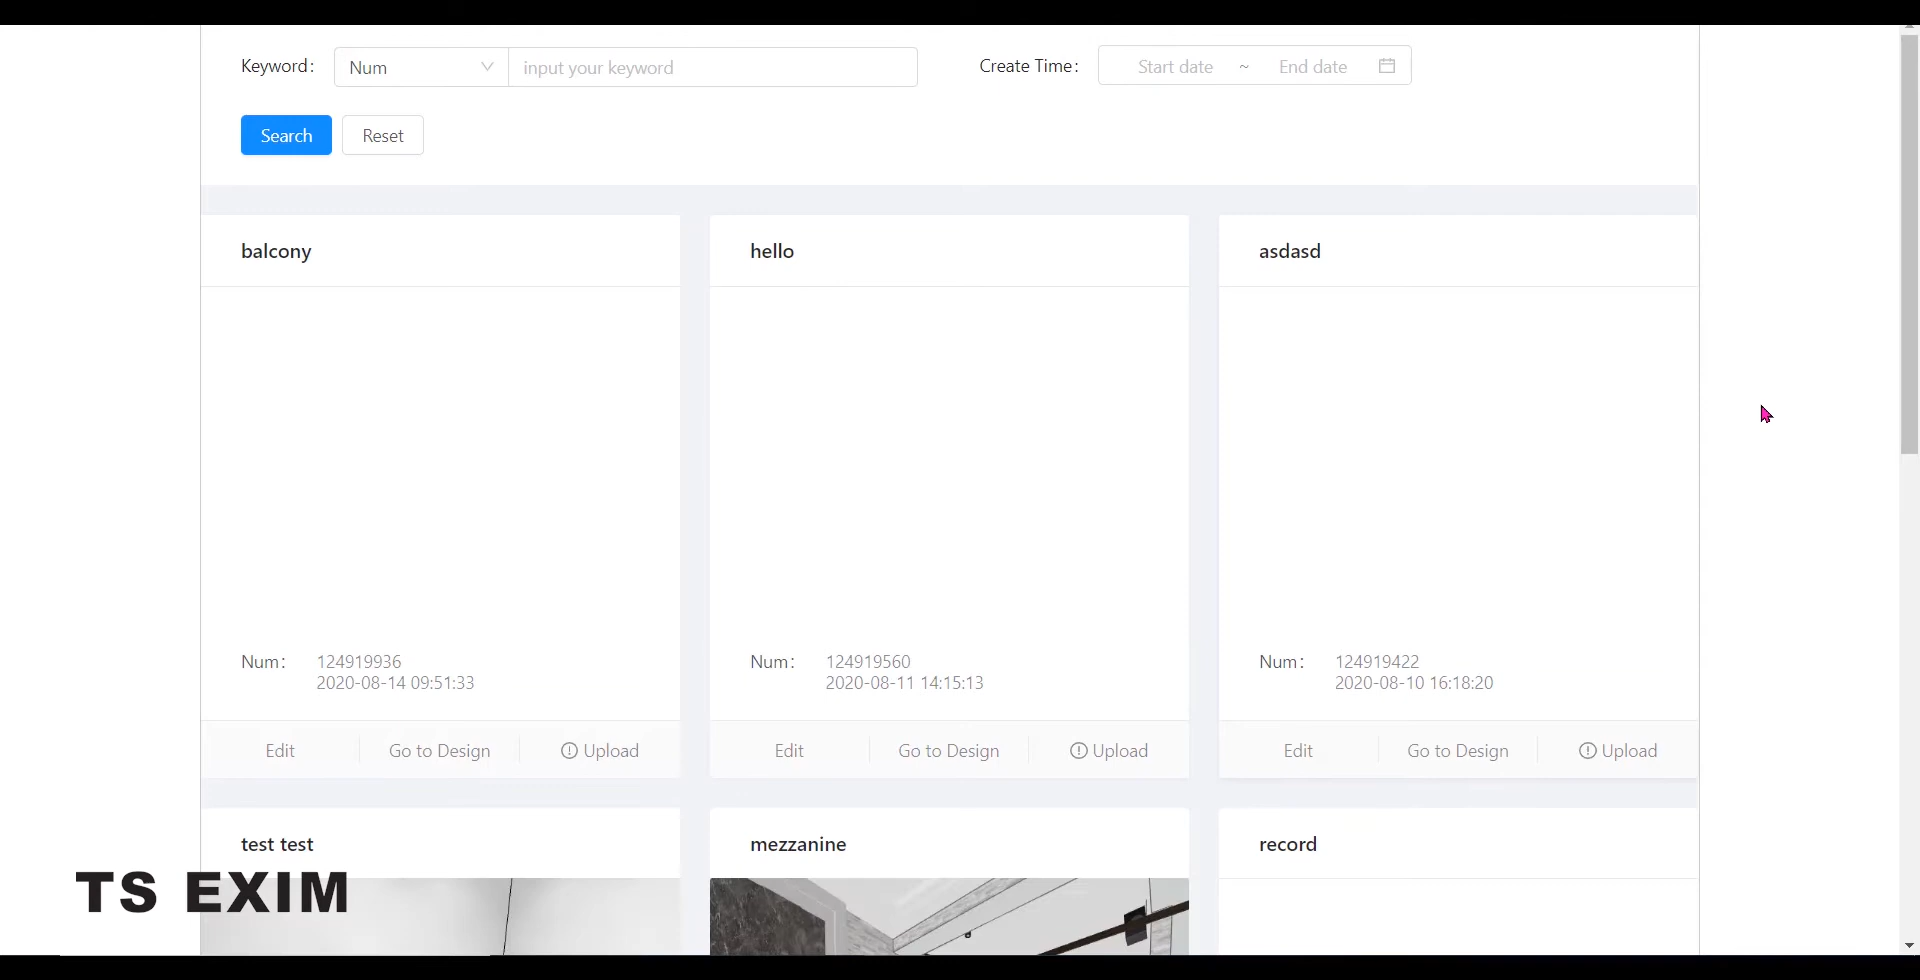 Keyword: Num input your keyword Create Time: Start date ~ End date
Search Reset
balcony hello asdasd
Num: 124919936 Num: 124919560 Num: 124919422
2020-08-14 09:51:33 2020-08-11 14:15:13 2020-08-10 16:18:20
Edit Go to Design Upload Edit Go to Design Upload Edit Go to Design Upload
test test mezzanine record
TS EXIM